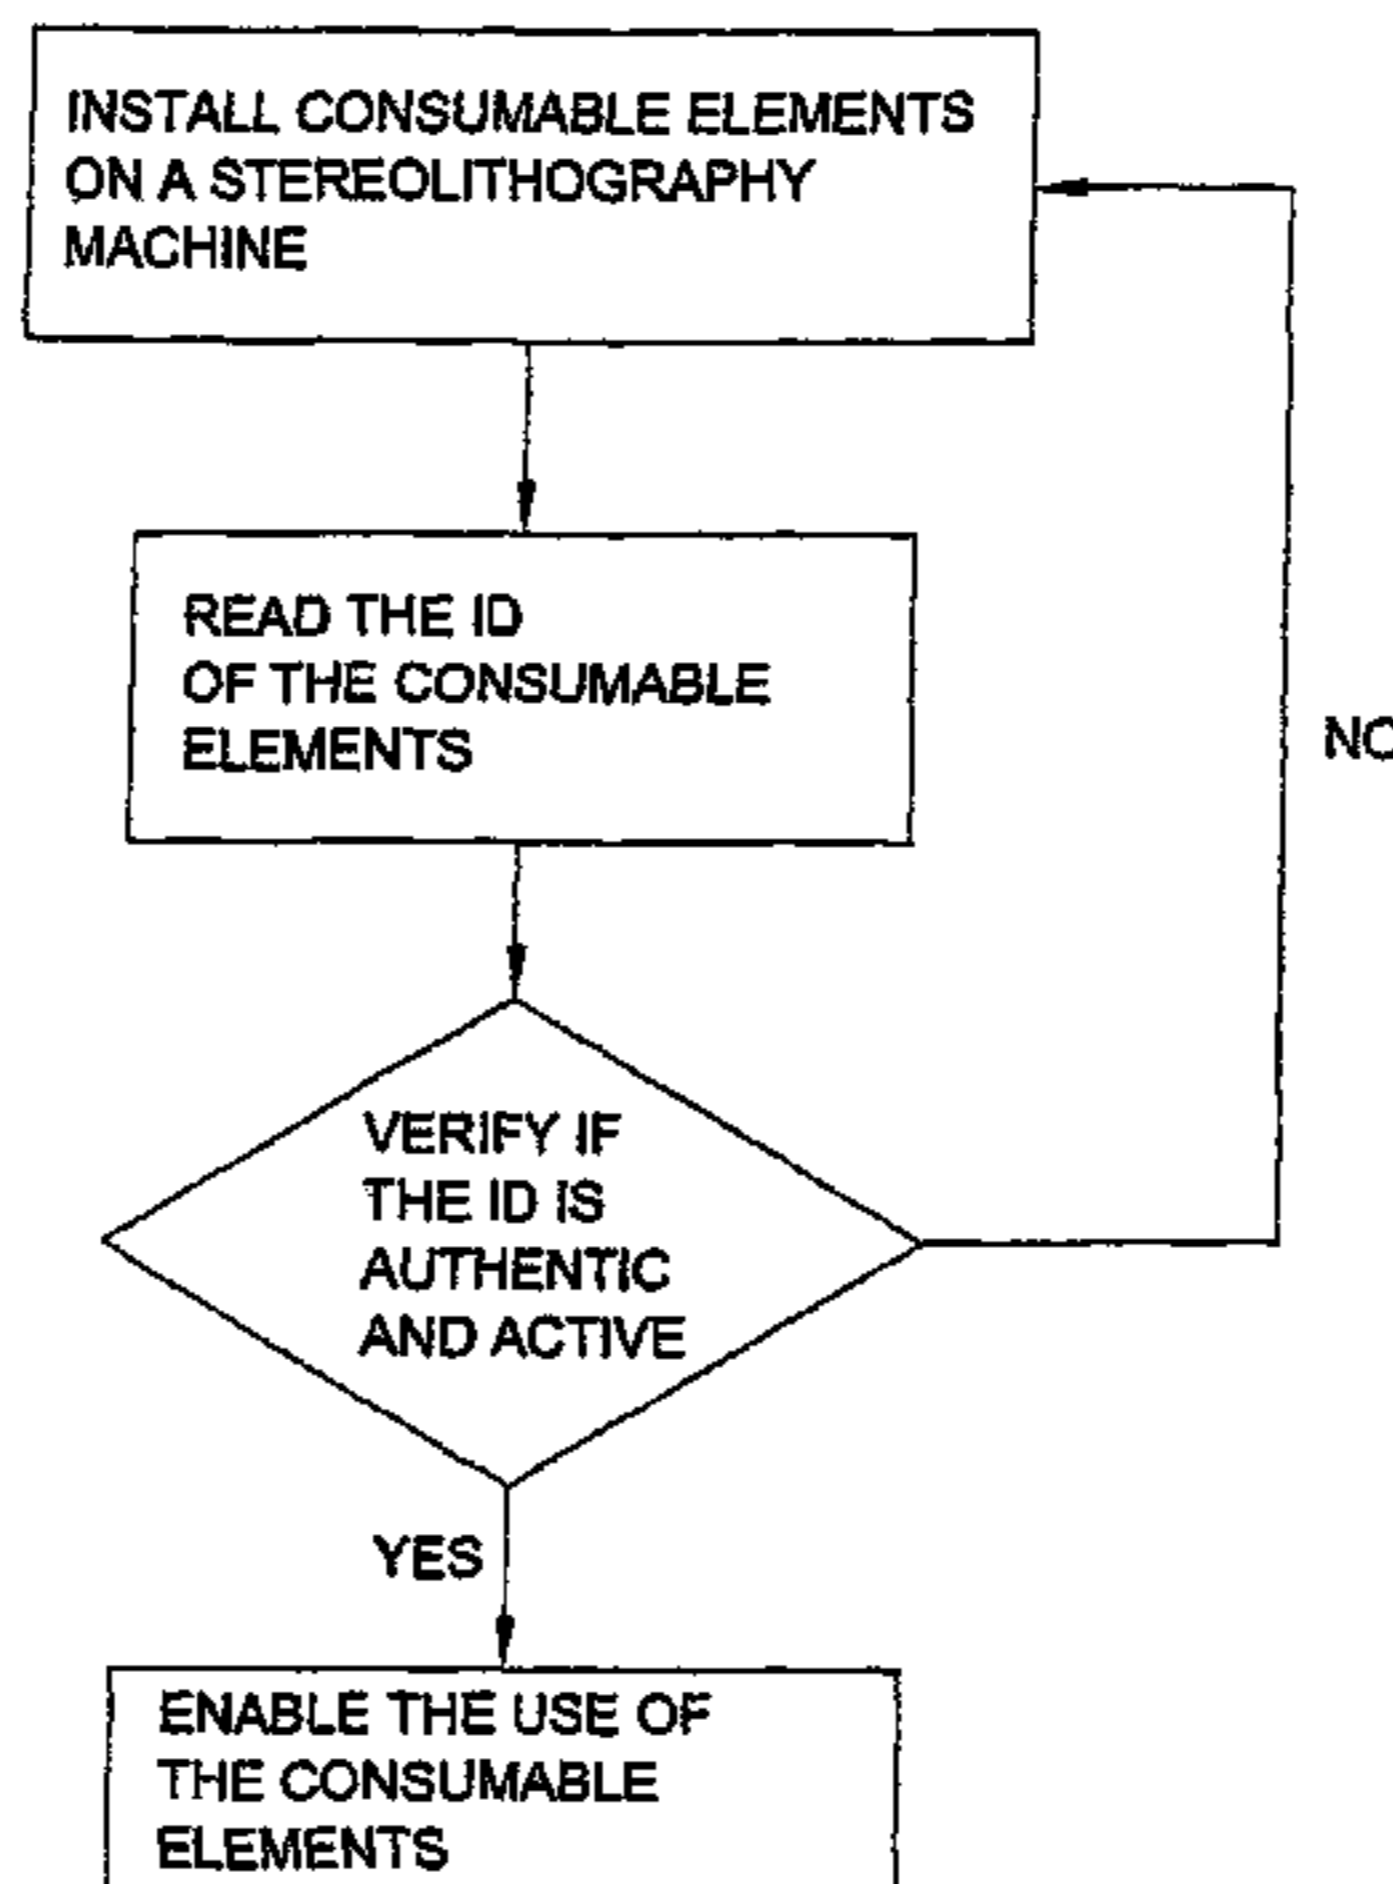 INSTALL CONSUMABLE ELEMENTS
ON A STEREOLITHOGRAPHY
MACHINE
READ THE ID
OF THE CONSUMABLE
ELEMENTS
NO
VERIFY IF
THE ID IS
AUTHENTIC
AND ACTIVE
YES
ENABLE THE USE OF
THE CONSUMABLE
ELEMENTS